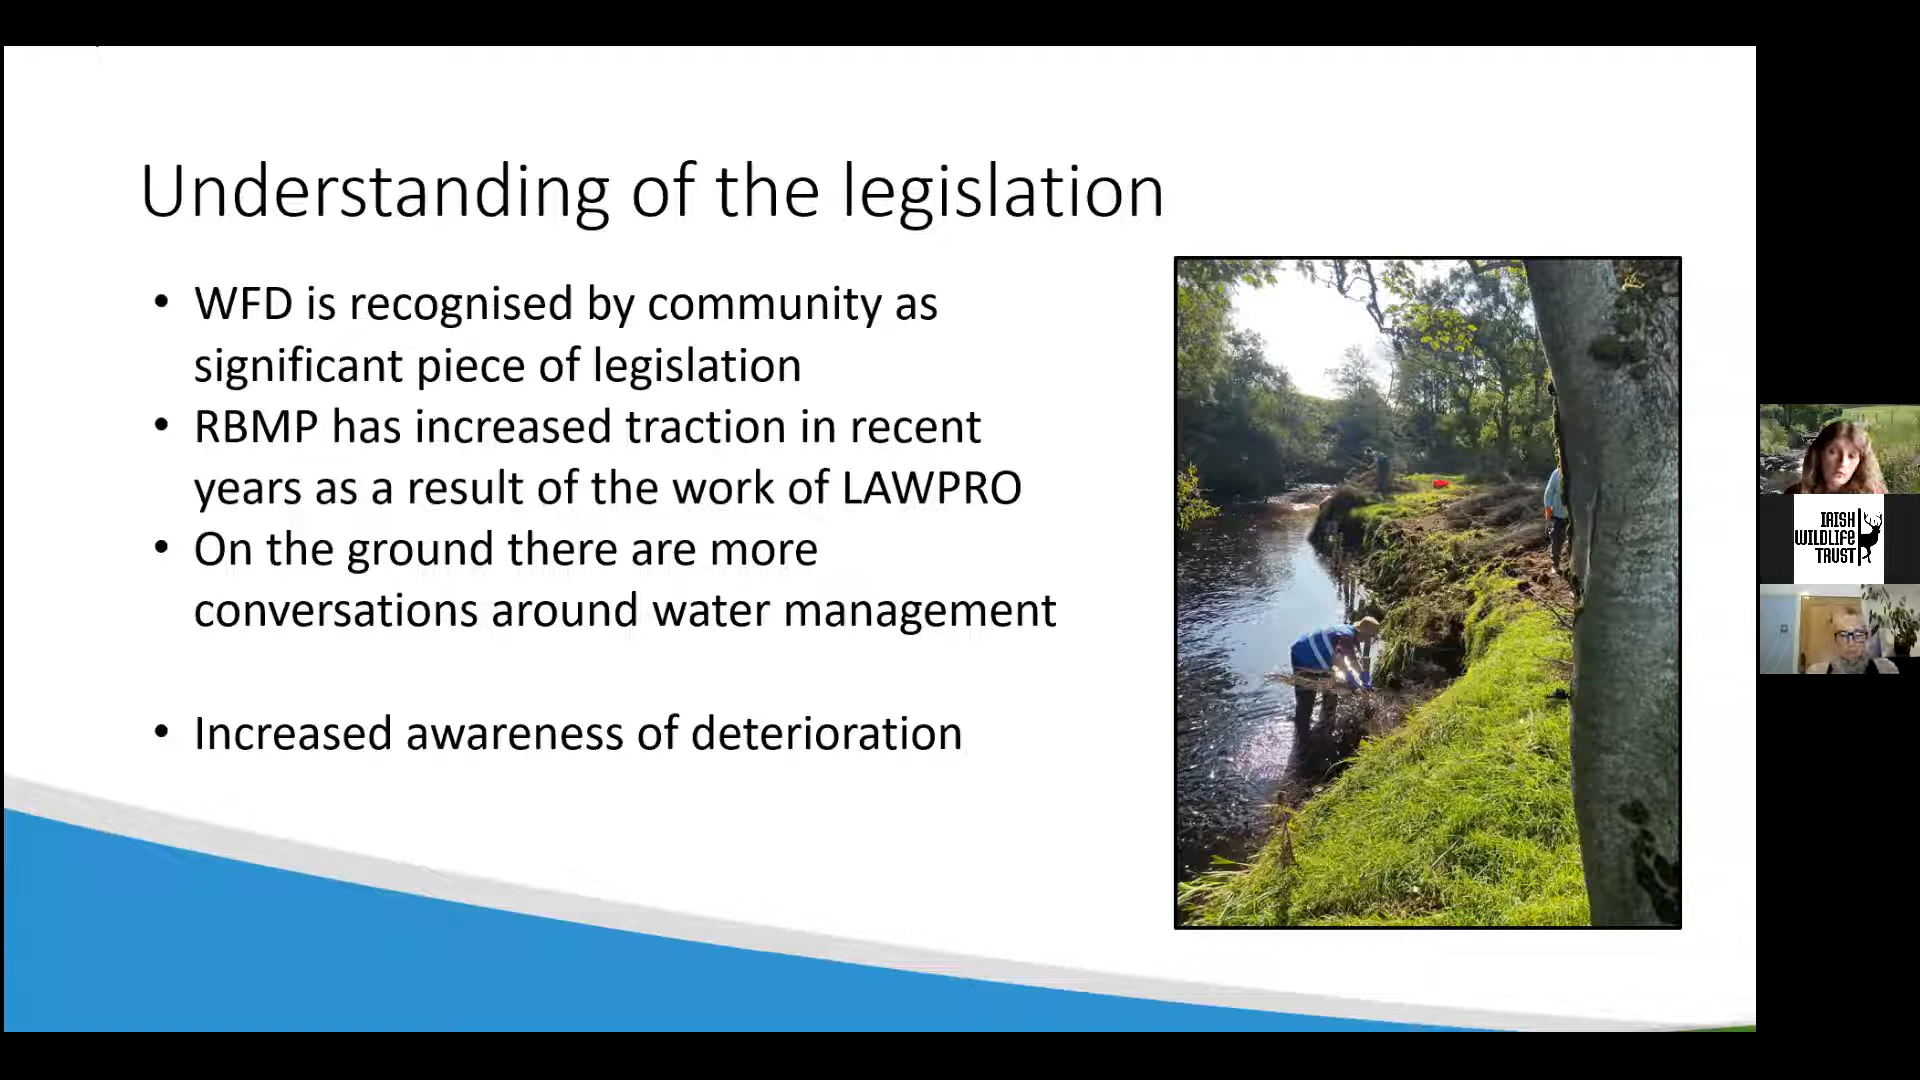 Understanding of the legislation
• WFD is recognised by community as
significant piece of legislation
• RBMP has increased traction in recent
years as a result of the work of LAWPRO
• On the ground there are more
conversations around water management
• Increased awareness of deterioration
IRISH
WILDLIFE
TRUST